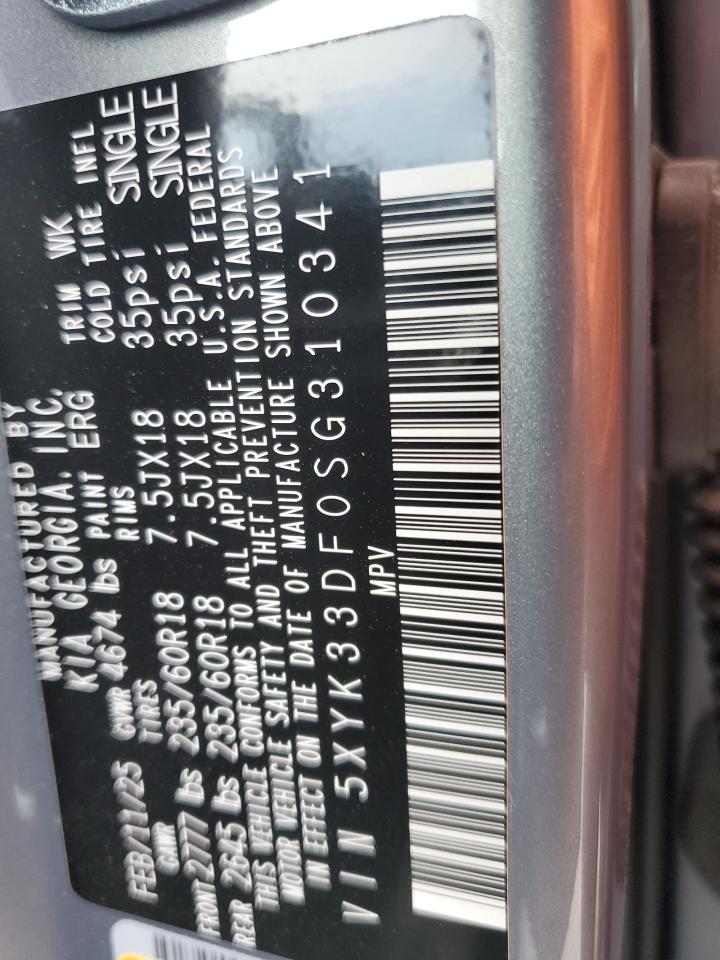 MANUFACTURED BY
KIA GEORGIA. INC.
FEB/11/25 GVWR 4674 lbs PAINT ERG TRIM WK
GAWR TIRES RIMS COLD TIRE INFL
FRONT 2777 lbs 235/60R18 7.5JX18 35psi SINGLE
REAR 2645 lbs 235/60R18 7.5JX18 35psi SINGLE
THIS VEHICLE CONFORMS TO ALL APPLICABLE U.S.A. FEDERAL
MOTOR VEHICLE SAFETY AND THEFT PREVENTION STANDARDS
IN EFFECT ON THE DATE OF MANUFACTURE SHOWN ABOVE
VIN 5XYK33DF0SG310341
MPV